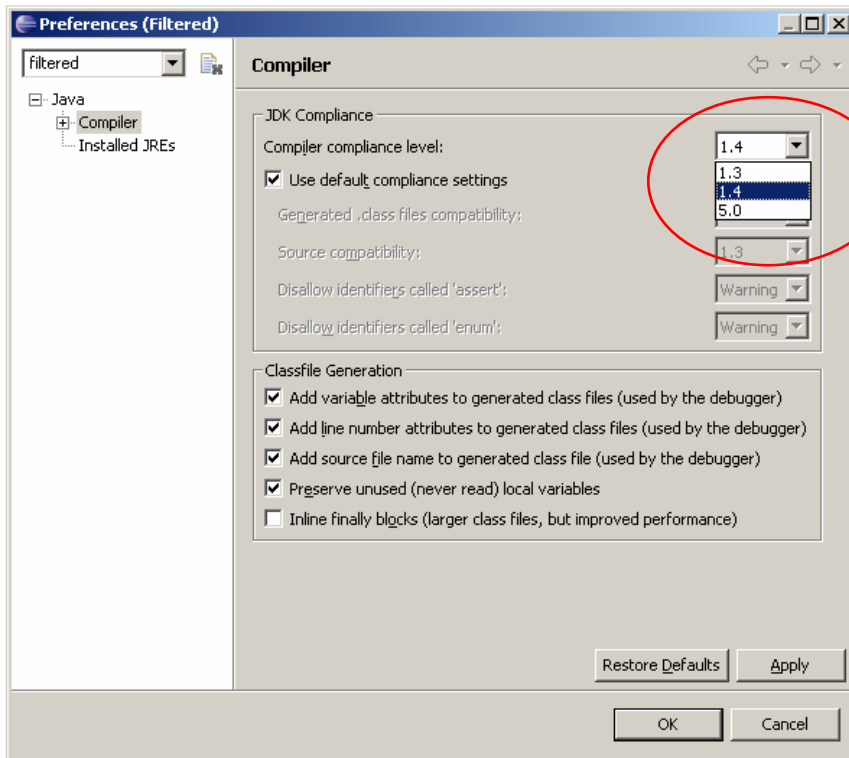 Preferences (Filtered)
filtered
Compiler
Java
Compiler
Installed JREs
JDK Compliance
Compiler compliance level:
1.4
1.3
1.4
5.0
Use default compliance settings
Generated .class files compatibility:
Source compatibility:
1.3
Disallow identifiers called 'assert':
Warning
Disallow identifiers called 'enum':
Warning
Classfile Generation
Add variable attributes to generated class files (used by the debugger)
Add line number attributes to generated class files (used by the debugger)
Add source file name to generated class file (used by the debugger)
Preserve unused (never read) local variables
Inline finally blocks (larger class files, but improved performance)
Restore Defaults
Apply
OK
Cancel